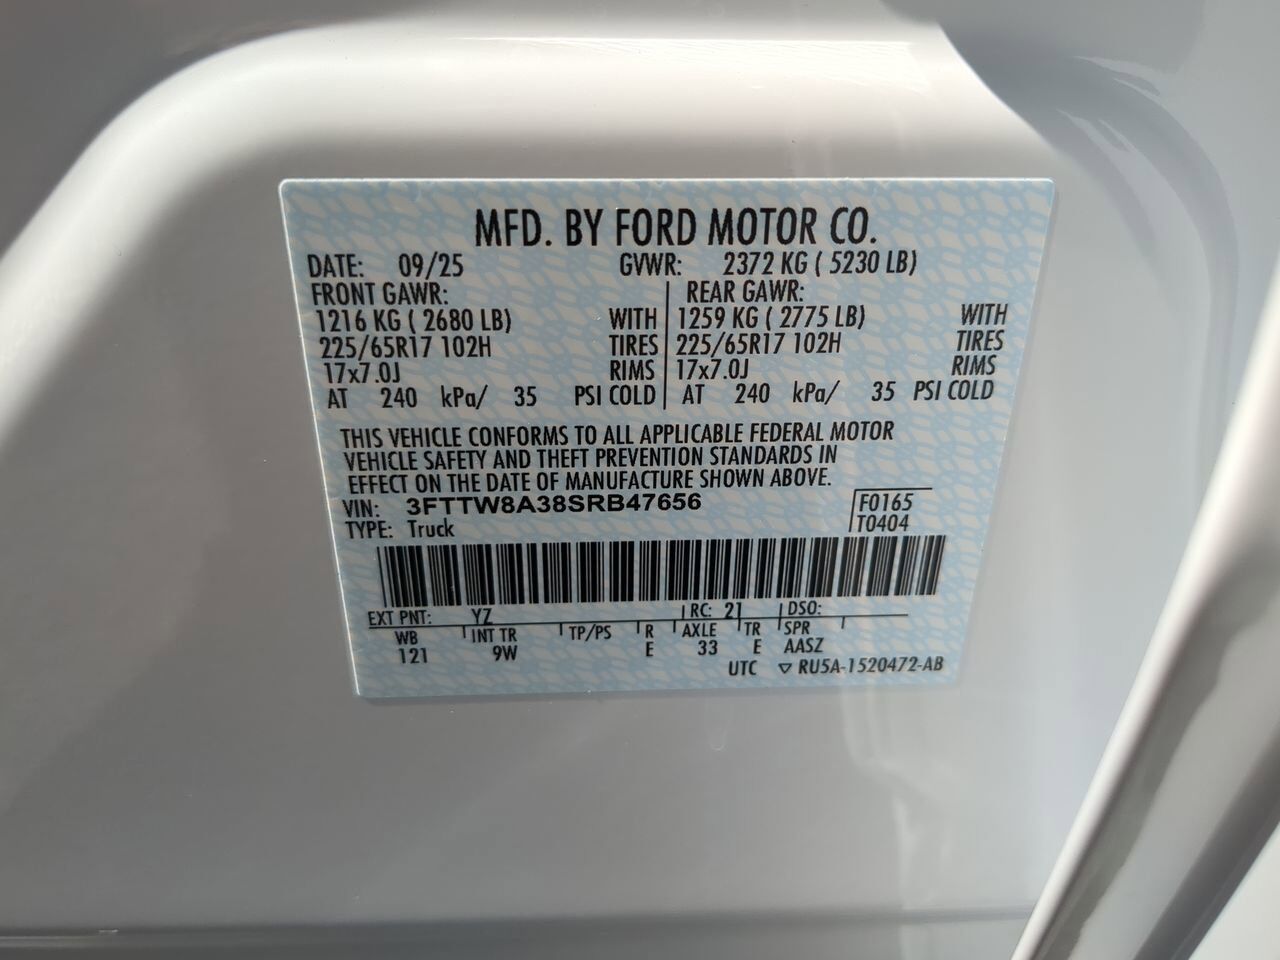 MFD. BY FORD MOTOR CO.
DATE: 09/25 GVWR: 2372 KG ( 5230 LB)
FRONT GAWR: REAR GAWR:
1216 KG ( 2680 LB) WITH 1259 KG ( 2775 LB) WITH
225/65R17 102H TIRES 225/65R17 102H TIRES
17x7.0J RIMS 17x7.0J RIMS
AT 240 kPa/ 35 PSI COLD AT 240 kPa/ 35 PSI COLD
THIS VEHICLE CONFORMS TO ALL APPLICABLE FEDERAL MOTOR
VEHICLE SAFETY AND THEFT PREVENTION STANDARDS IN
EFFECT ON THE DATE OF MANUFACTURE SHOWN ABOVE.
VIN: 3FTTW8A38SRB47656 F0165
TYPE: Truck T0404
EXT PNT: YZ RC: 21 DSO:
WB INT TR TP/PS R AXLE TR SPR
121 9W E 33 E AASZ
UTC ▽ RU5A-1520472-AB